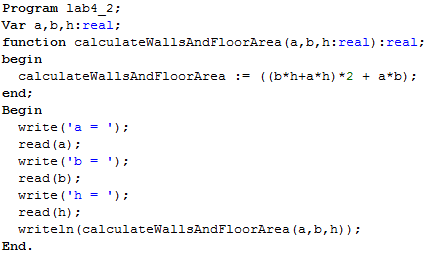 Program lab4_2;
Var a,b,h:real;
function calculateWallsAndFloorArea(a,b,h:real):real;
begin
  calculateWallsAndFloorArea := ((b*h+a*h)*2 + a*b);
end;
Begin
  write('a = ');
  read(a);
  write('b = ');
  read(b);
  write('h = ');
  read(h);
  writeln(calculateWallsAndFloorArea(a,b,h));
End.